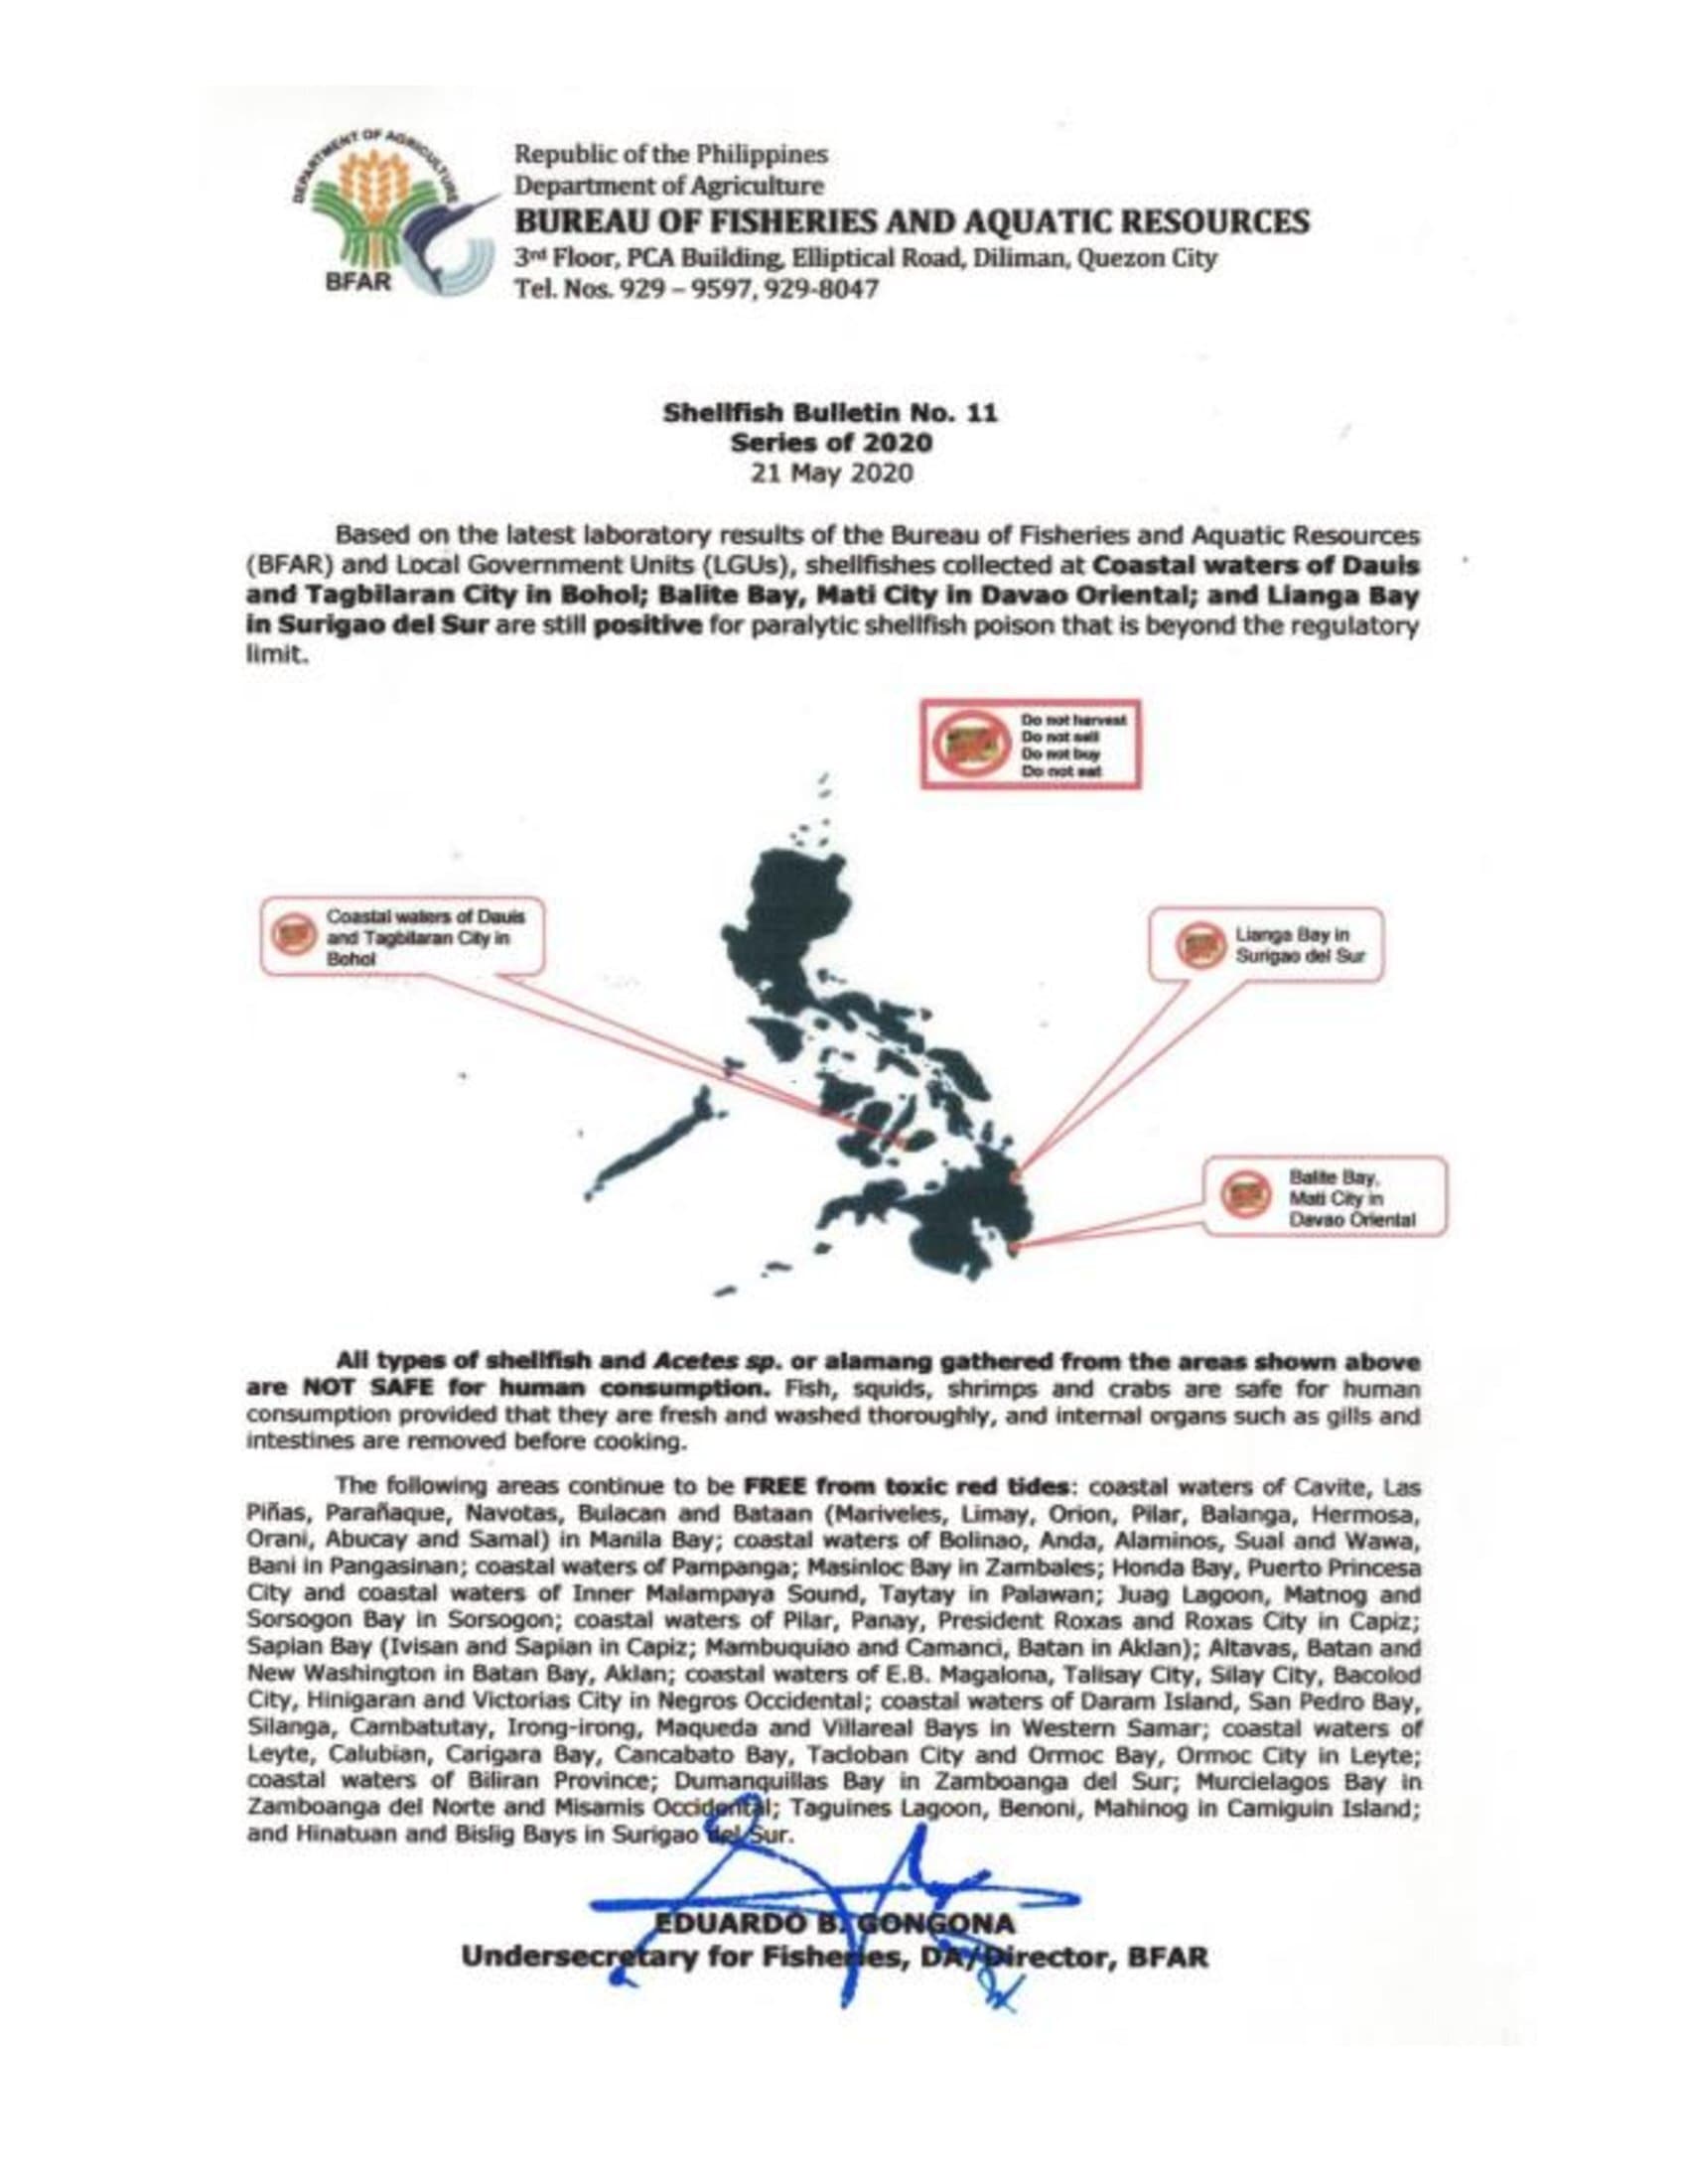 DEPARTMENT OF AGRICULTURE
BFAR
Republic of the Philippines
Department of Agriculture
BUREAU OF FISHERIES AND AQUATIC RESOURCES
3rd Floor, PCA Building, Elliptical Road, Diliman, Quezon City
Tel. Nos. 929 – 9597, 929-8047
Shellfish Bulletin No. 11
Series of 2020
21 May 2020
Based on the latest laboratory results of the Bureau of Fisheries and Aquatic Resources
(BFAR) and Local Government Units (LGUs), shellfishes collected at Coastal waters of Dauis
and Tagbilaran City in Bohol; Balite Bay, Mati City in Davao Oriental; and Lianga Bay
in Surigao del Sur are still positive for paralytic shellfish poison that is beyond the regulatory
limit.
Do not harvest
Do not sell
Do not buy
Do not eat
Coastal waters of Dauis
and Tagbilaran City in
Bohol
Lianga Bay in
Surigao del Sur
Balite Bay,
Mati City in
Davao Oriental
All types of shellfish and Acetes sp. or alamang gathered from the areas shown above
are NOT SAFE for human consumption. Fish, squids, shrimps and crabs are safe for human
consumption provided that they are fresh and washed thoroughly, and internal organs such as gills and
intestines are removed before cooking.
The following areas continue to be FREE from toxic red tides: coastal waters of Cavite, Las
Piñas, Parañaque, Navotas, Bulacan and Bataan (Mariveles, Limay, Orion, Pilar, Balanga, Hermosa,
Orani, Abucay and Samal) in Manila Bay; coastal waters of Bolinao, Anda, Alaminos, Sual and Wawa,
Bani in Pangasinan; coastal waters of Pampanga; Masinloc Bay in Zambales; Honda Bay, Puerto Princesa
City and coastal waters of Inner Malampaya Sound, Taytay in Palawan; Juag Lagoon, Matnog and
Sorsogon Bay in Sorsogon; coastal waters of Pilar, Panay, President Roxas and Roxas City in Capiz;
Sapian Bay (Ivisan and Sapian in Capiz; Mambuquiao and Camanci, Batan in Aklan); Altavas, Batan and
New Washington in Batan Bay, Aklan; coastal waters of E.B. Magalona, Talisay City, Silay City, Bacolod
City, Hinigaran and Victorias City in Negros Occidental; coastal waters of Daram Island, San Pedro Bay,
Silanga, Cambatutay, Irong-irong, Maqueda and Villareal Bays in Western Samar; coastal waters of
Leyte, Calubian, Carigara Bay, Cancabato Bay, Tacloban City and Ormoc Bay, Ormoc City in Leyte;
coastal waters of Biliran Province; Dumanquillas Bay in Zamboanga del Sur; Murcielagos Bay in
Zamboanga del Norte and Misamis Occidental; Taguines Lagoon, Benoni, Mahinog in Camiguin Island;
and Hinatuan and Bislig Bays in Surigao del Sur.
EDUARDO B. GONGONA
Undersecretary for Fisheries, DA/Director, BFAR